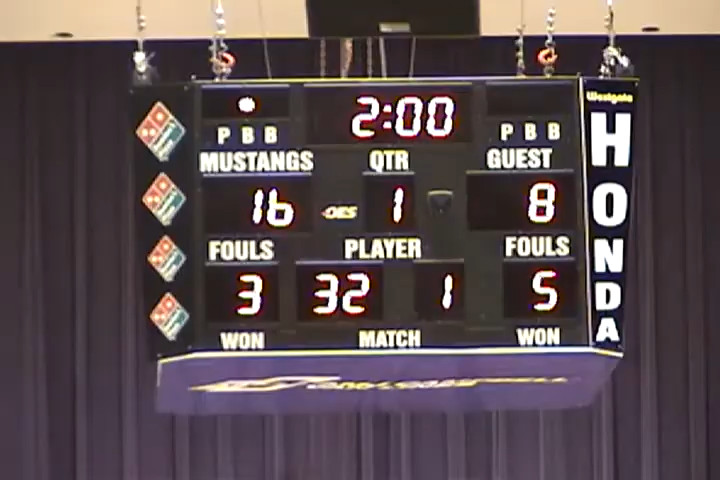 2:00
P B B
P B B
MUSTANGS QTR GUEST
16 OES 1 8
FOULS PLAYER FOULS
3 32 1 5
WON MATCH WON
Westgate
HONDA